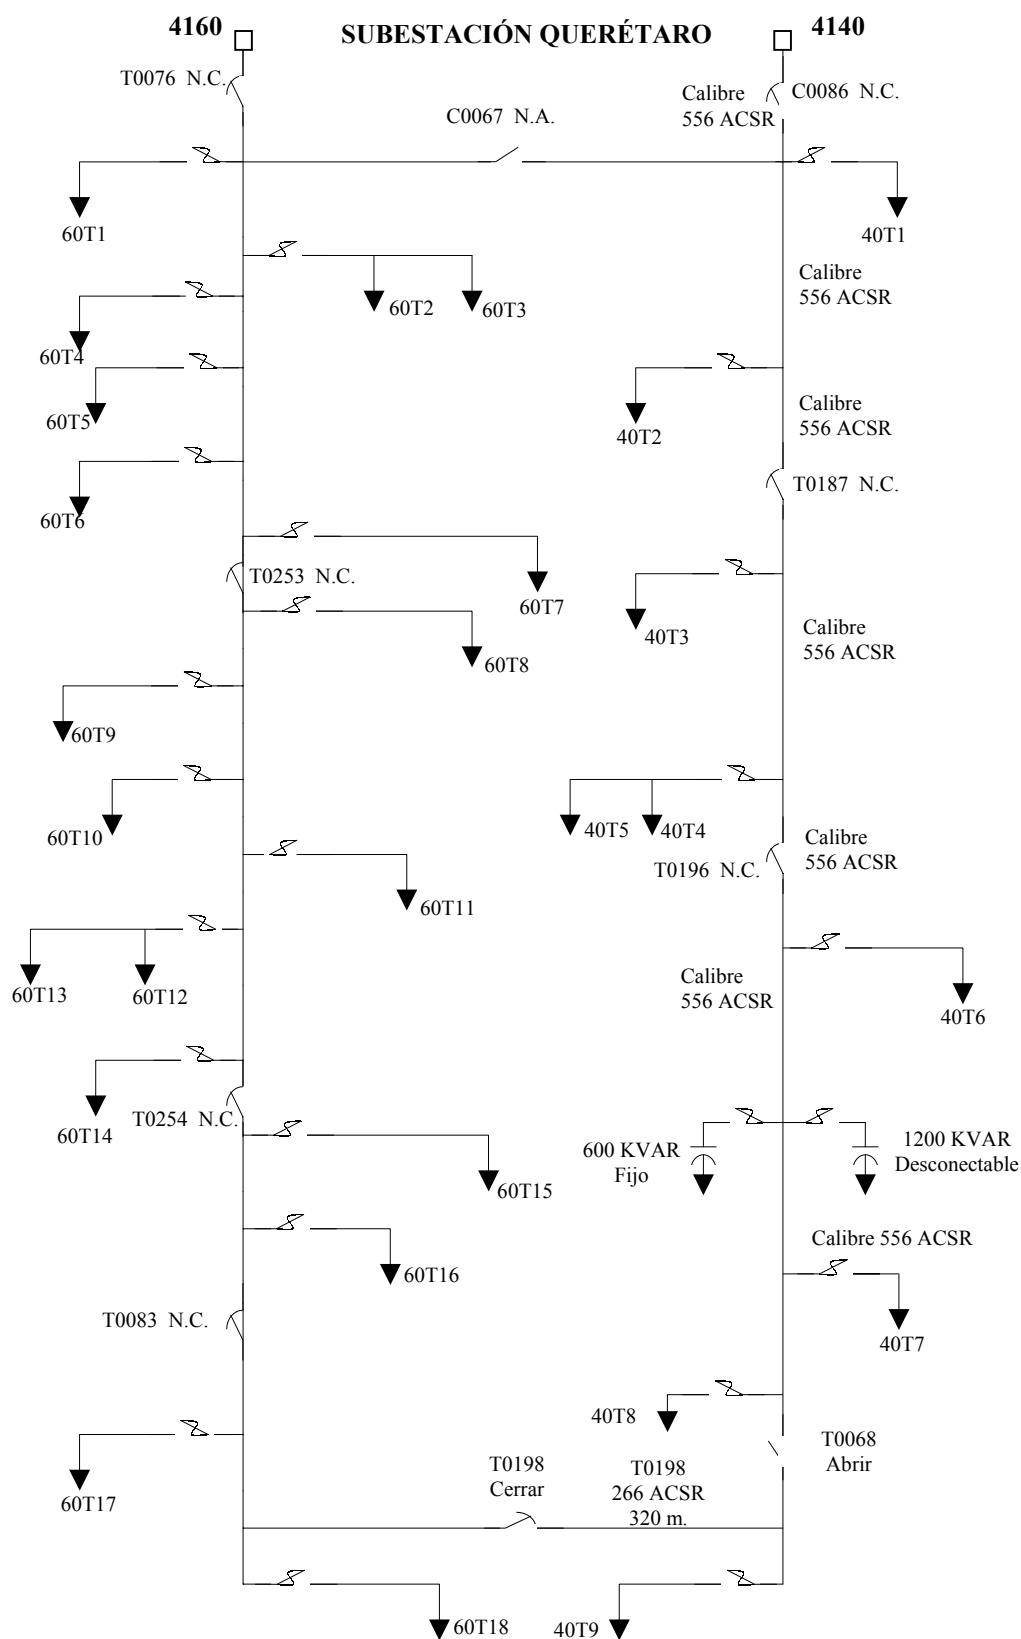 4160
SUBESTACIÓN QUERÉTARO
4140
T0076 N.C.
Calibre
556 ACSR
C0086 N.C.
C0067 N.A.
60T1
40T1
60T2
60T3
Calibre
556 ACSR
60T4
60T5
40T2
Calibre
556 ACSR
T0187 N.C.
60T6
T0253 N.C.
60T7
40T3
60T8
Calibre
556 ACSR
60T9
60T10
40T5
40T4
Calibre
556 ACSR
T0196 N.C.
60T11
60T13
60T12
Calibre
556 ACSR
40T6
60T14
T0254 N.C.
600 KVAR
Fijo
1200 KVAR
Desconectable
60T15
Calibre 556 ACSR
60T16
T0083 N.C.
40T7
40T8
T0068
Abrir
T0198
Cerrar
T0198
266 ACSR
320 m.
60T17
60T18
40T9